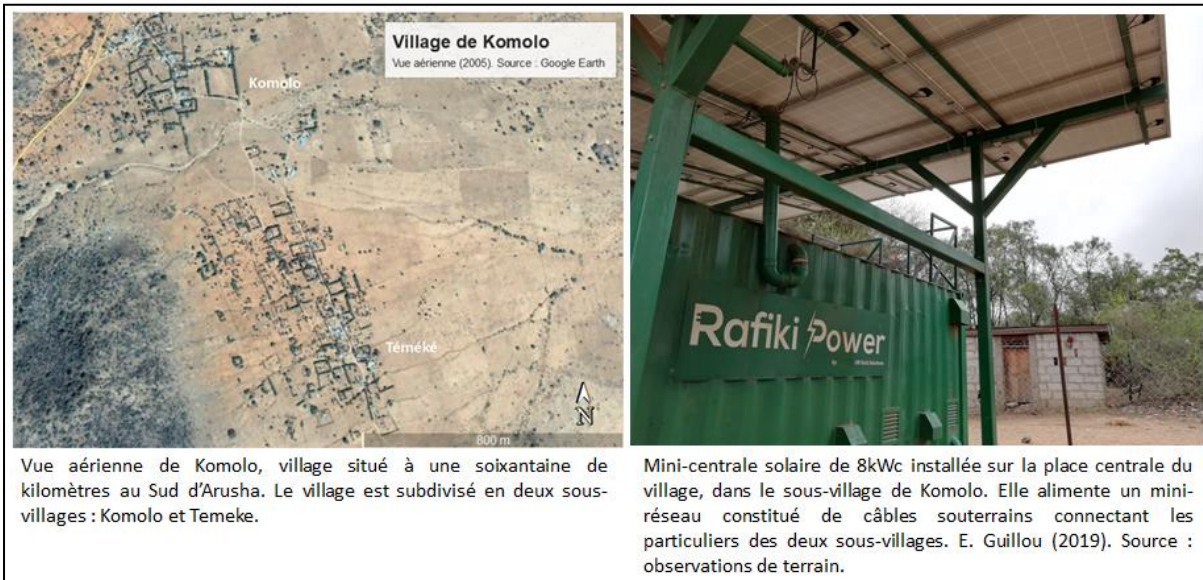 Village de Komolo
Vue aérienne (2005). Source : Google Earth
Komolo
Téméké
N
800 m
Rafiki Power
by
Vue aérienne de Komolo, village situé à une soixantaine de
kilomètres au Sud d’Arusha. Le village est subdivisé en deux sous-
villages : Komolo et Temeke.
Mini-centrale solaire de 8kWc installée sur la place centrale du
village, dans le sous-village de Komolo. Elle alimente un mini-
réseau constitué de câbles souterrains connectant les
particuliers des deux sous-villages. E. Guillou (2019). Source :
observations de terrain.